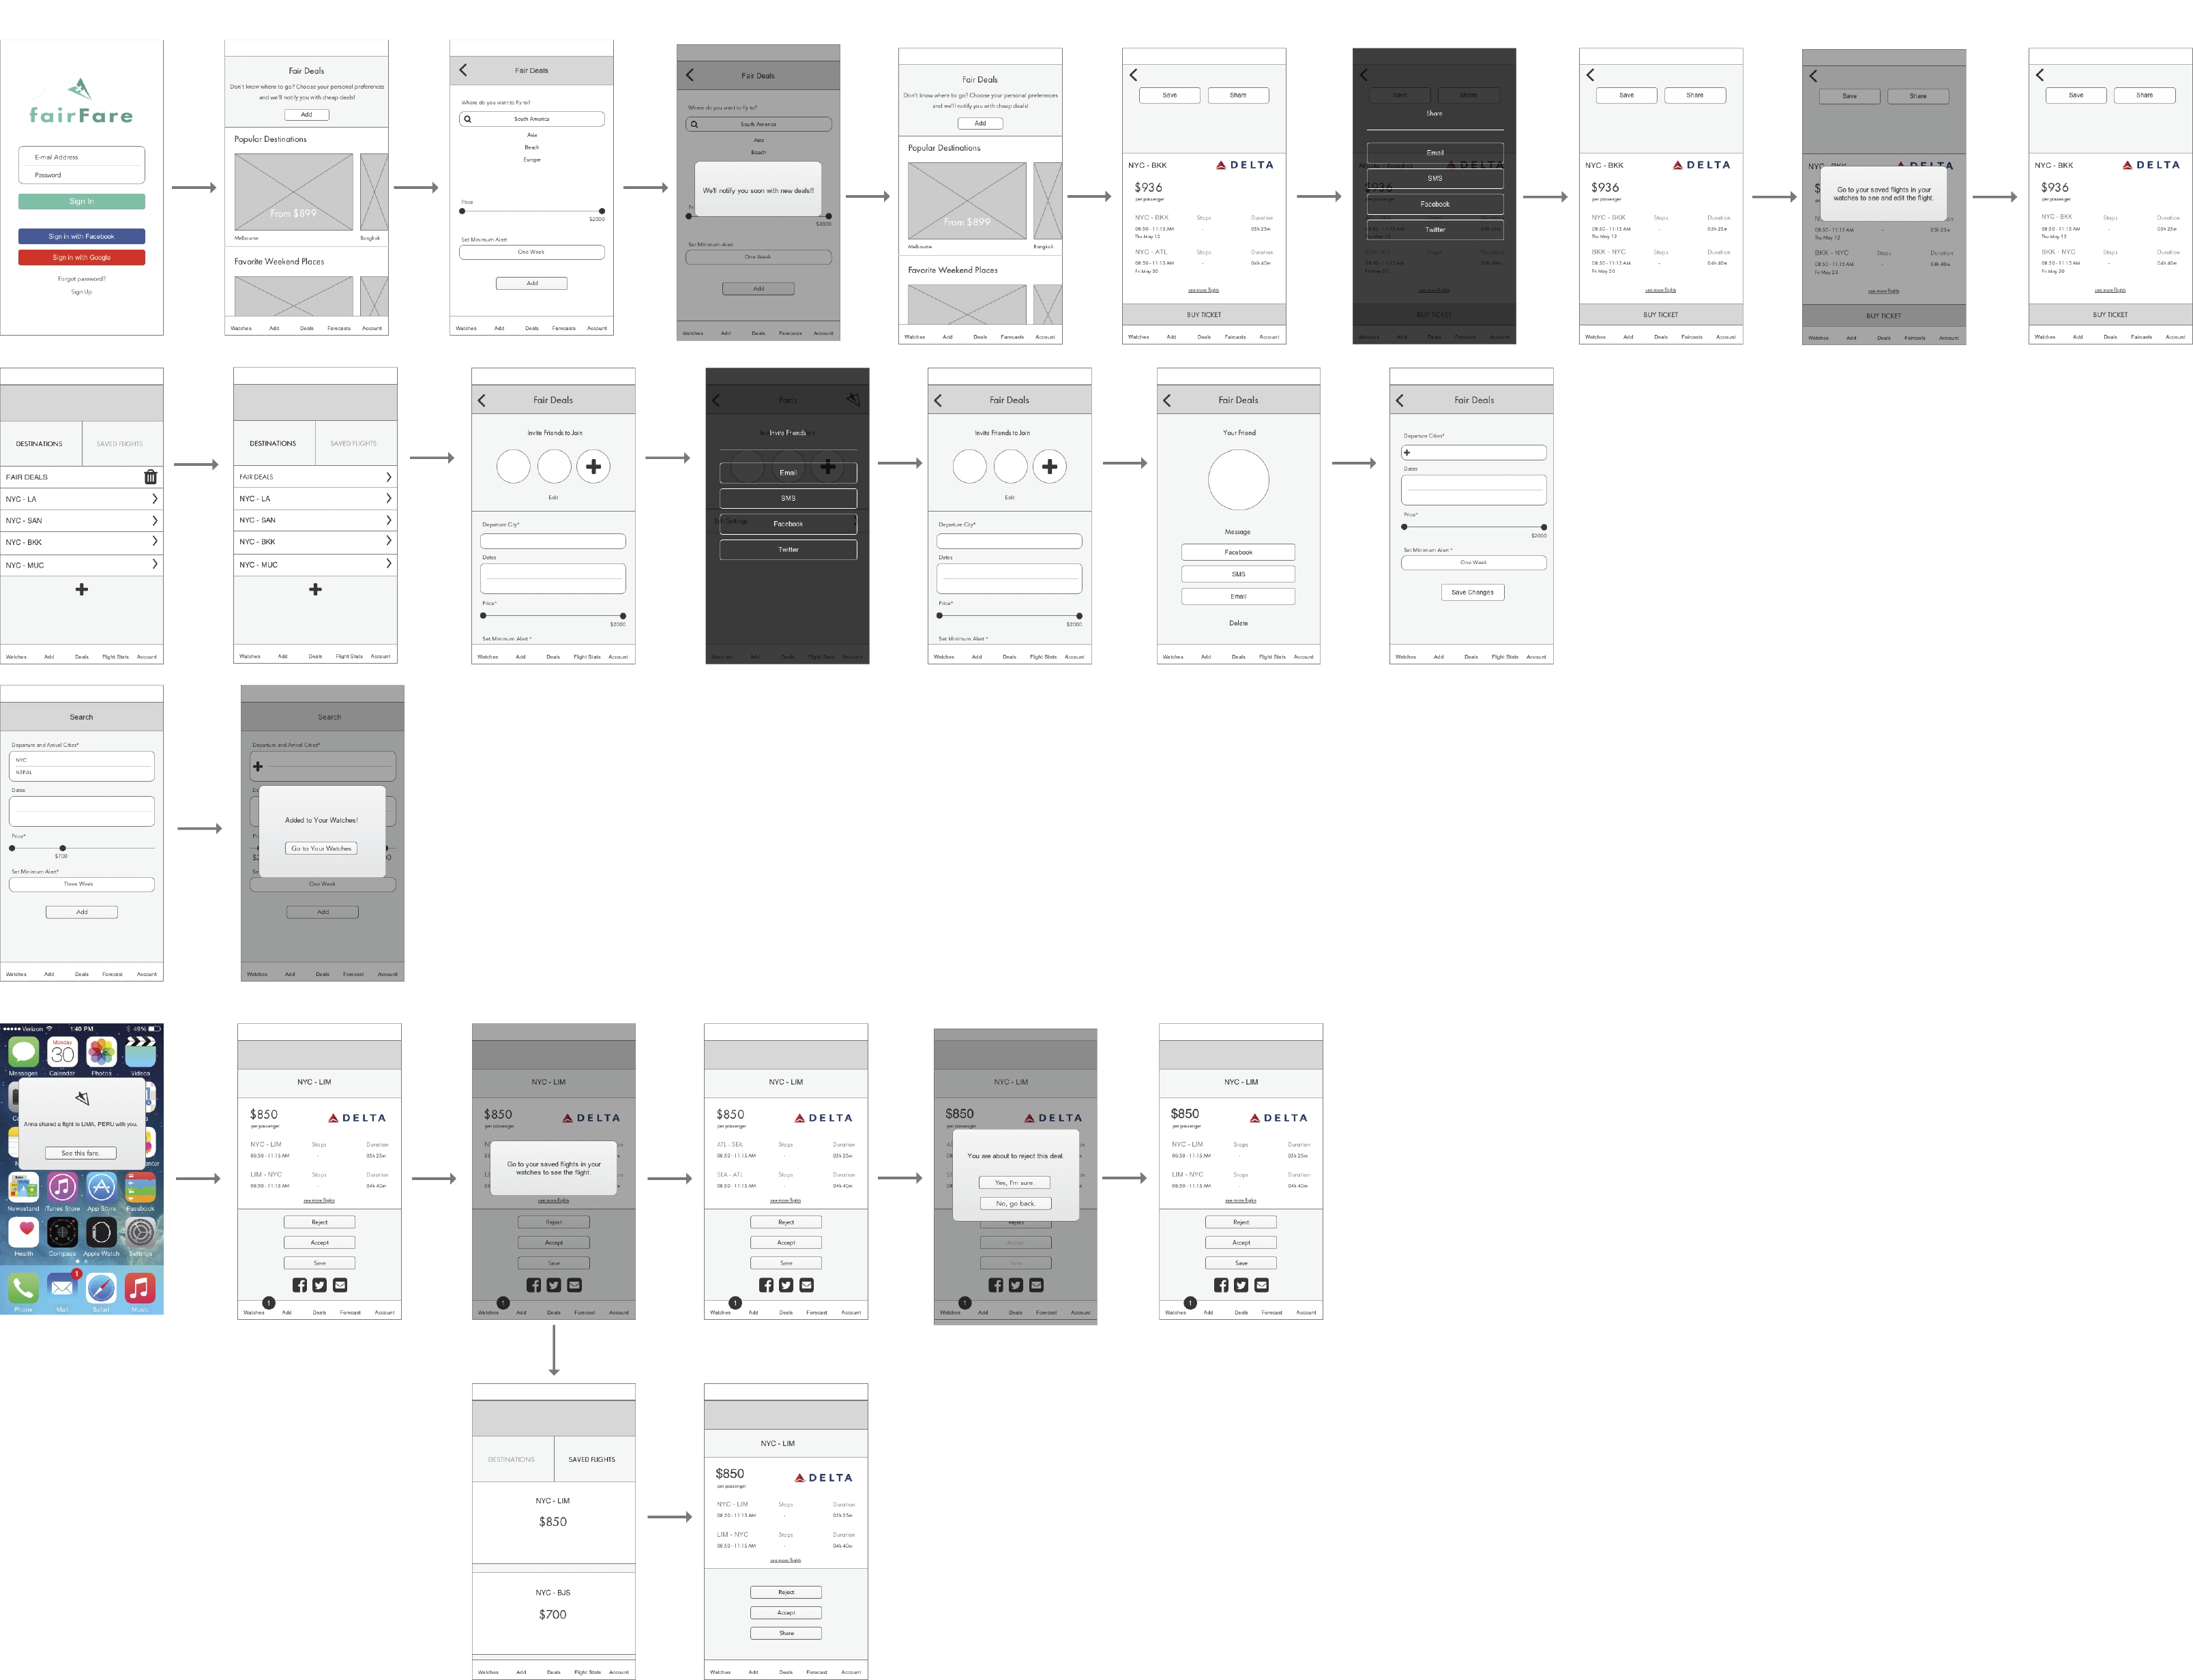 fairFare
E-mail Address
Password
Sign In
Sign in with Facebook
Sign in with Google
Forgot password?
Sign Up
Fair Deals
Don't know where to go? Choose your personal preferences
and we'll notify you with cheap deals!
Add
Popular Destinations
From $899
Melbourne Bangkok
Favorite Weekend Places
Watches Add Deals Forecasts Account
Fair Deals
Where do you want to fly to?
South America
Asia
Beach
Europe
Price
$2000
Set Minimum Alert
One Week
Add
Watches Add Deals Forecasts Account
Fair Deals
Where do you want to fly to?
South America
Asia
Beach
We'll notify you soon with new deals!!
$2000
Set Minimum Alert
One Week
Add
Watches Add Deals Forecasts Account
Fair Deals
Don't know where to go? Choose your personal preferences
and we'll notify you with cheap deals!
Add
Popular Destinations
From $899
Melbourne Bangkok
Favorite Weekend Places
Watches Add Deals Forecasts Account
Save Share
NYC - BKK DELTA
$936
per passenger
NYC - BKK Stops Duration
08:50 - 11:15 AM - 05h 25m
Thu May 12
NYC - ATL Stops Duration
08:50 - 11:15 AM - 04h 40m
Fri May 20
see more flights
BUY TICKET
Watches Add Deals Faircasts Account
Save Share
Share
Email
DELTA
SMS
$936
Facebook
Twitter
BUY TICKET
Save Share
NYC - BKK DELTA
$936
per passenger
NYC - BKK Stops Duration
08:50 - 11:15 AM - 05h 25m
Thu May 12
BKK - NYC Stops Duration
08:50 - 11:15 AM - 04h 40m
Fri May 20
see more flights
BUY TICKET
Watches Add Deals Faircasts Account
Save Share
Go to your saved flights in your
watches to see and edit the flight.
08:50 - 11:15 AM - 05h 25m
Thu May 12
BKK - NYC Stops Duration
08:50 - 11:15 AM - 04h 40m
Fri May 20
see more flights
BUY TICKET
Watches Add Deals Faircasts Account
Save Share
NYC - BKK DELTA
$936
per passenger
NYC - BKK Stops Duration
08:50 - 11:15 AM - 05h 25m
Thu May 12
BKK - NYC Stops Duration
08:50 - 11:15 AM - 04h 40m
Fri May 20
see more flights
BUY TICKET
Watches Add Deals Faircasts Account
DESTINATIONS SAVED FLIGHTS
FAIR DEALS
NYC - LA
NYC - SAN
NYC - BKK
NYC - MUC
Watches Add Deals Flight Stats Account
DESTINATIONS SAVED FLIGHTS
FAIR DEALS
NYC - LA
NYC - SAN
NYC - BKK
NYC - MUC
Watches Add Deals Flight Stats Account
Fair Deals
Invite Friends to Join
Edit
Departure City*
Dates
Price*
$2000
Set Minimum Alert *
Watches Add Deals Flight Stats Account
Paris
Invite Friends
Email
SMS
Facebook
Twitter
Watches Add Deals Flight Stats Account
Fair Deals
Invite Friends to Join
Edit
Departure City*
Dates
Price*
$2000
Set Minimum Alert *
Watches Add Deals Flight Stats Account
Fair Deals
Your Friend
Message
Facebook
SMS
Email
Delete
Watches Add Deals Flight Stats Account
Fair Deals
Departure Cities*
Dates
Price*
$2000
Set Minimum Alert *
One Week
Save Changes
Watches Add Deals Flight Stats Account
Search
Departure and Arrival Cities*
NYC
NEPAL
Dates
Price*
$700
Set Minimum Alert*
Three Week
Add
Watches Add Deals Forecast Account
Search
Departure and Arrival Cities*
Added to Your Watches!
Go to Your Watches
One Week
Add
Watches Add Deals Forecast Account
Verizon 1:40 PM 49%
Monday
30
Messages Calendar Photos Videos
Anna shared a flight to LIMA, PERU with you.
See this fare.
Newsstand iTunes Store App Store Passbook
Health Compass Apple Watch Settings
1
Phone Mail Safari Music
NYC - LIM
$850 DELTA
per passenger
NYC - LIM Stops Duration
08:50 - 11:15 AM - 05h 25m
LIM - NYC Stops Duration
08:50 - 11:15 AM - 04h 40m
see more flights
Reject
Accept
Save
1
Watches Add Deals Forecast Account
NYC - LIM
$850 DELTA
per passenger
Go to your saved flights in your
watches to see the flight.
see more flights
Reject
Accept
Save
1
Watches Add Deals Forecast Account
NYC - LIM
$850 DELTA
per passenger
ATL - SEA Stops Duration
08:50 - 11:15 AM - 05h 25m
SEA - ATL Stops Duration
08:50 - 11:15 AM - 04h 40m
see more flights
Reject
Accept
Save
1
Watches Add Deals Forecast Account
NYC - LIM
$850 DELTA
per passenger
You are about to reject this deal.
Yes, I'm sure.
No, go back.
Reject
Accept
Save
1
Watches Add Deals Forecast Account
NYC - LIM
$850 DELTA
per passenger
NYC - LIM Stops Duration
08:50 - 11:15 AM - 05h 25m
LIM - NYC Stops Duration
08:50 - 11:15 AM - 04h 40m
see more flights
Reject
Accept
Save
1
Watches Add Deals Forecast Account
DESTINATIONS SAVED FLIGHTS
NYC - LIM
$850
NYC - BJS
$700
Watches Add Deals Flight Stats Account
NYC - LIM
$850 DELTA
per passenger
NYC - LIM Stops Duration
08:50 - 11:15 AM - 05h 25m
LIM - NYC Stops Duration
08:50 - 11:15 AM - 04h 40m
see more flights
Reject
Accept
Share
Watches Add Deals Forecast Account